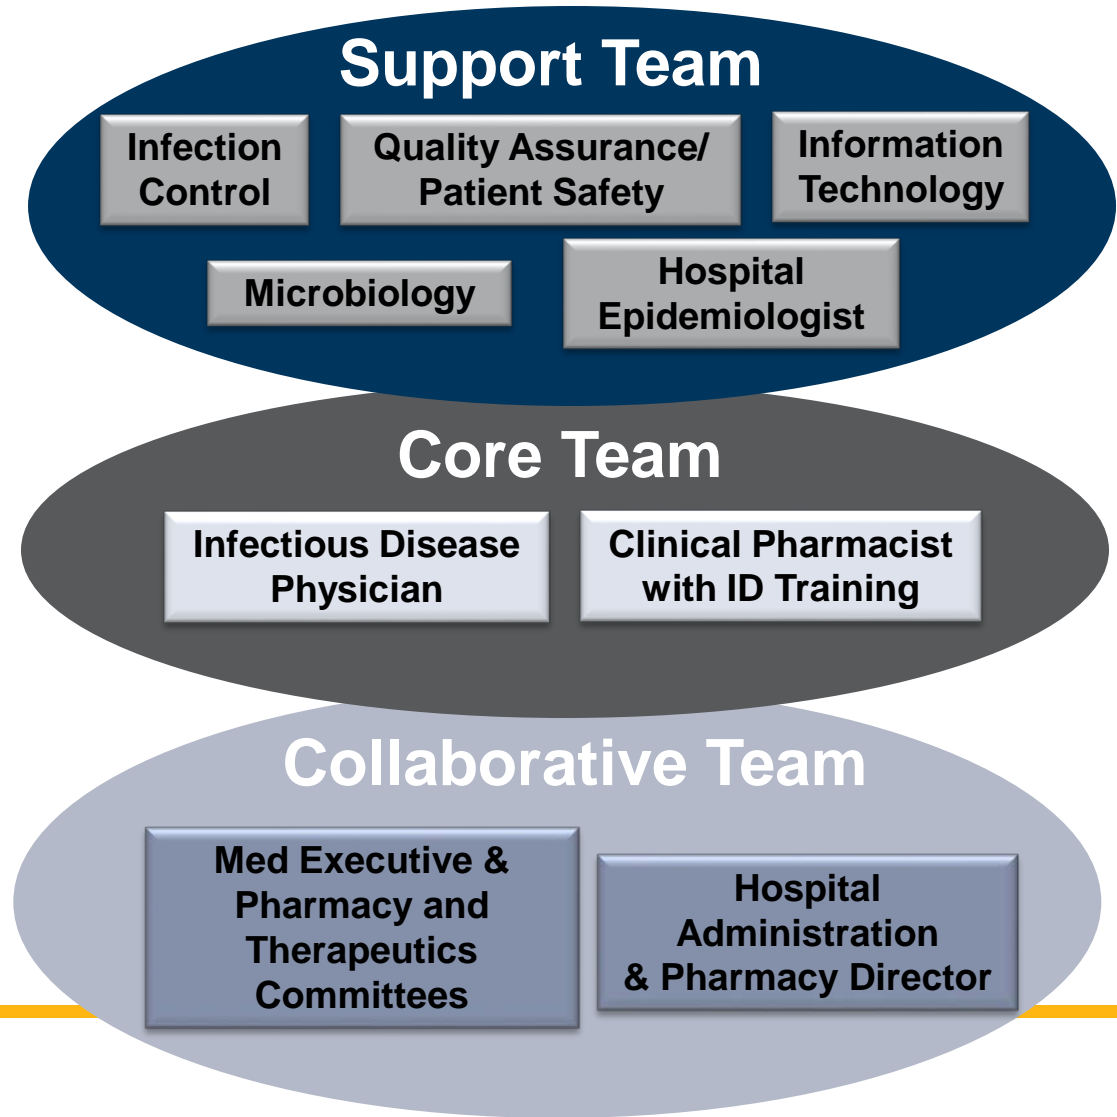 Support Team
Infection
Control
Quality Assurance/
Patient Safety
Information
Technology
Microbiology
Hospital
Epidemiologist
Core Team
Infectious Disease
Physician
Clinical Pharmacist
with ID Training
Collaborative Team
Med Executive &
Pharmacy and
Therapeutics
Committees
Hospital
Administration
& Pharmacy Director